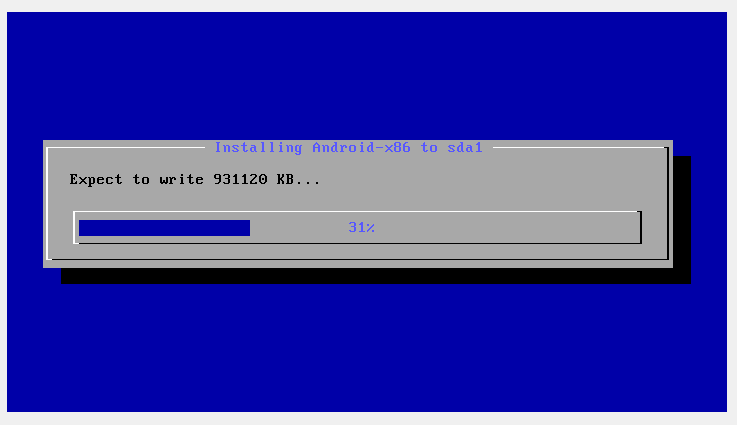 Installing Android-x86 to sda1
Expect to write 931120 KB...
31%